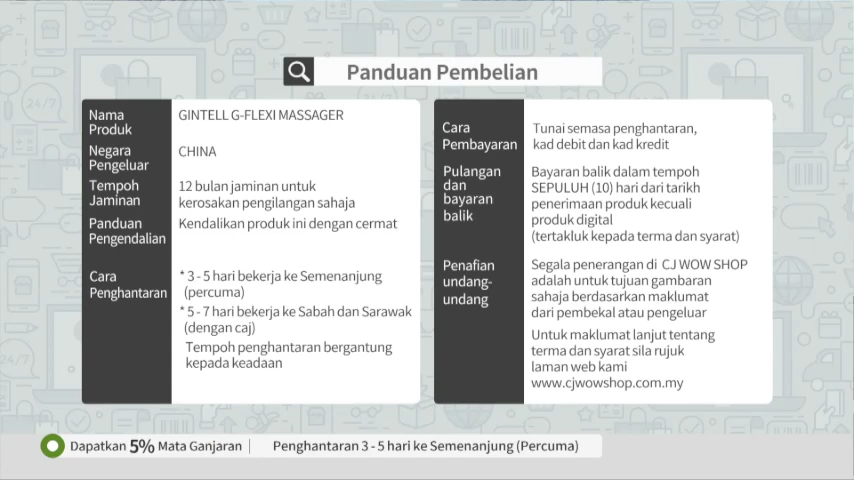 Panduan Pembelian
Nama
Produk
GINTELL G-FLEXI MASSAGER
Negara
Pengeluar
CHINA
Tempoh
Jaminan
12 bulan jaminan untuk
kerosakan pengilangan sahaja
Panduan
Pengendalian
Kendalikan produk ini dengan cermat
Cara
Penghantaran
* 3 - 5 hari bekerja ke Semenanjung
(percuma)
* 5 - 7 hari bekerja ke Sabah dan Sarawak
(dengan caj)
Tempoh penghantaran bergantung
kepada keadaan
Cara
Pembayaran
Tunai semasa penghantaran,
kad debit dan kad kredit
Pulangan
dan
bayaran
balik
Bayaran balik dalam tempoh
SEPULUH (10) hari dari tarikh
penerimaan produk kecuali
produk digital
(tertakluk kepada terma dan syarat)
Penafian
undang-
undang
Segala penerangan di CJ WOW SHOP
adalah untuk tujuan gambaran
sahaja berdasarkan maklumat
dari pembekal atau pengeluar
Untuk maklumat lanjut tentang
terma dan syarat sila rujuk
laman web kami
www.cjwowshop.com.my
Dapatkan 5% Mata Ganjaran | Penghantaran 3 - 5 hari ke Semenanjung (Percuma)
24/7
24/7